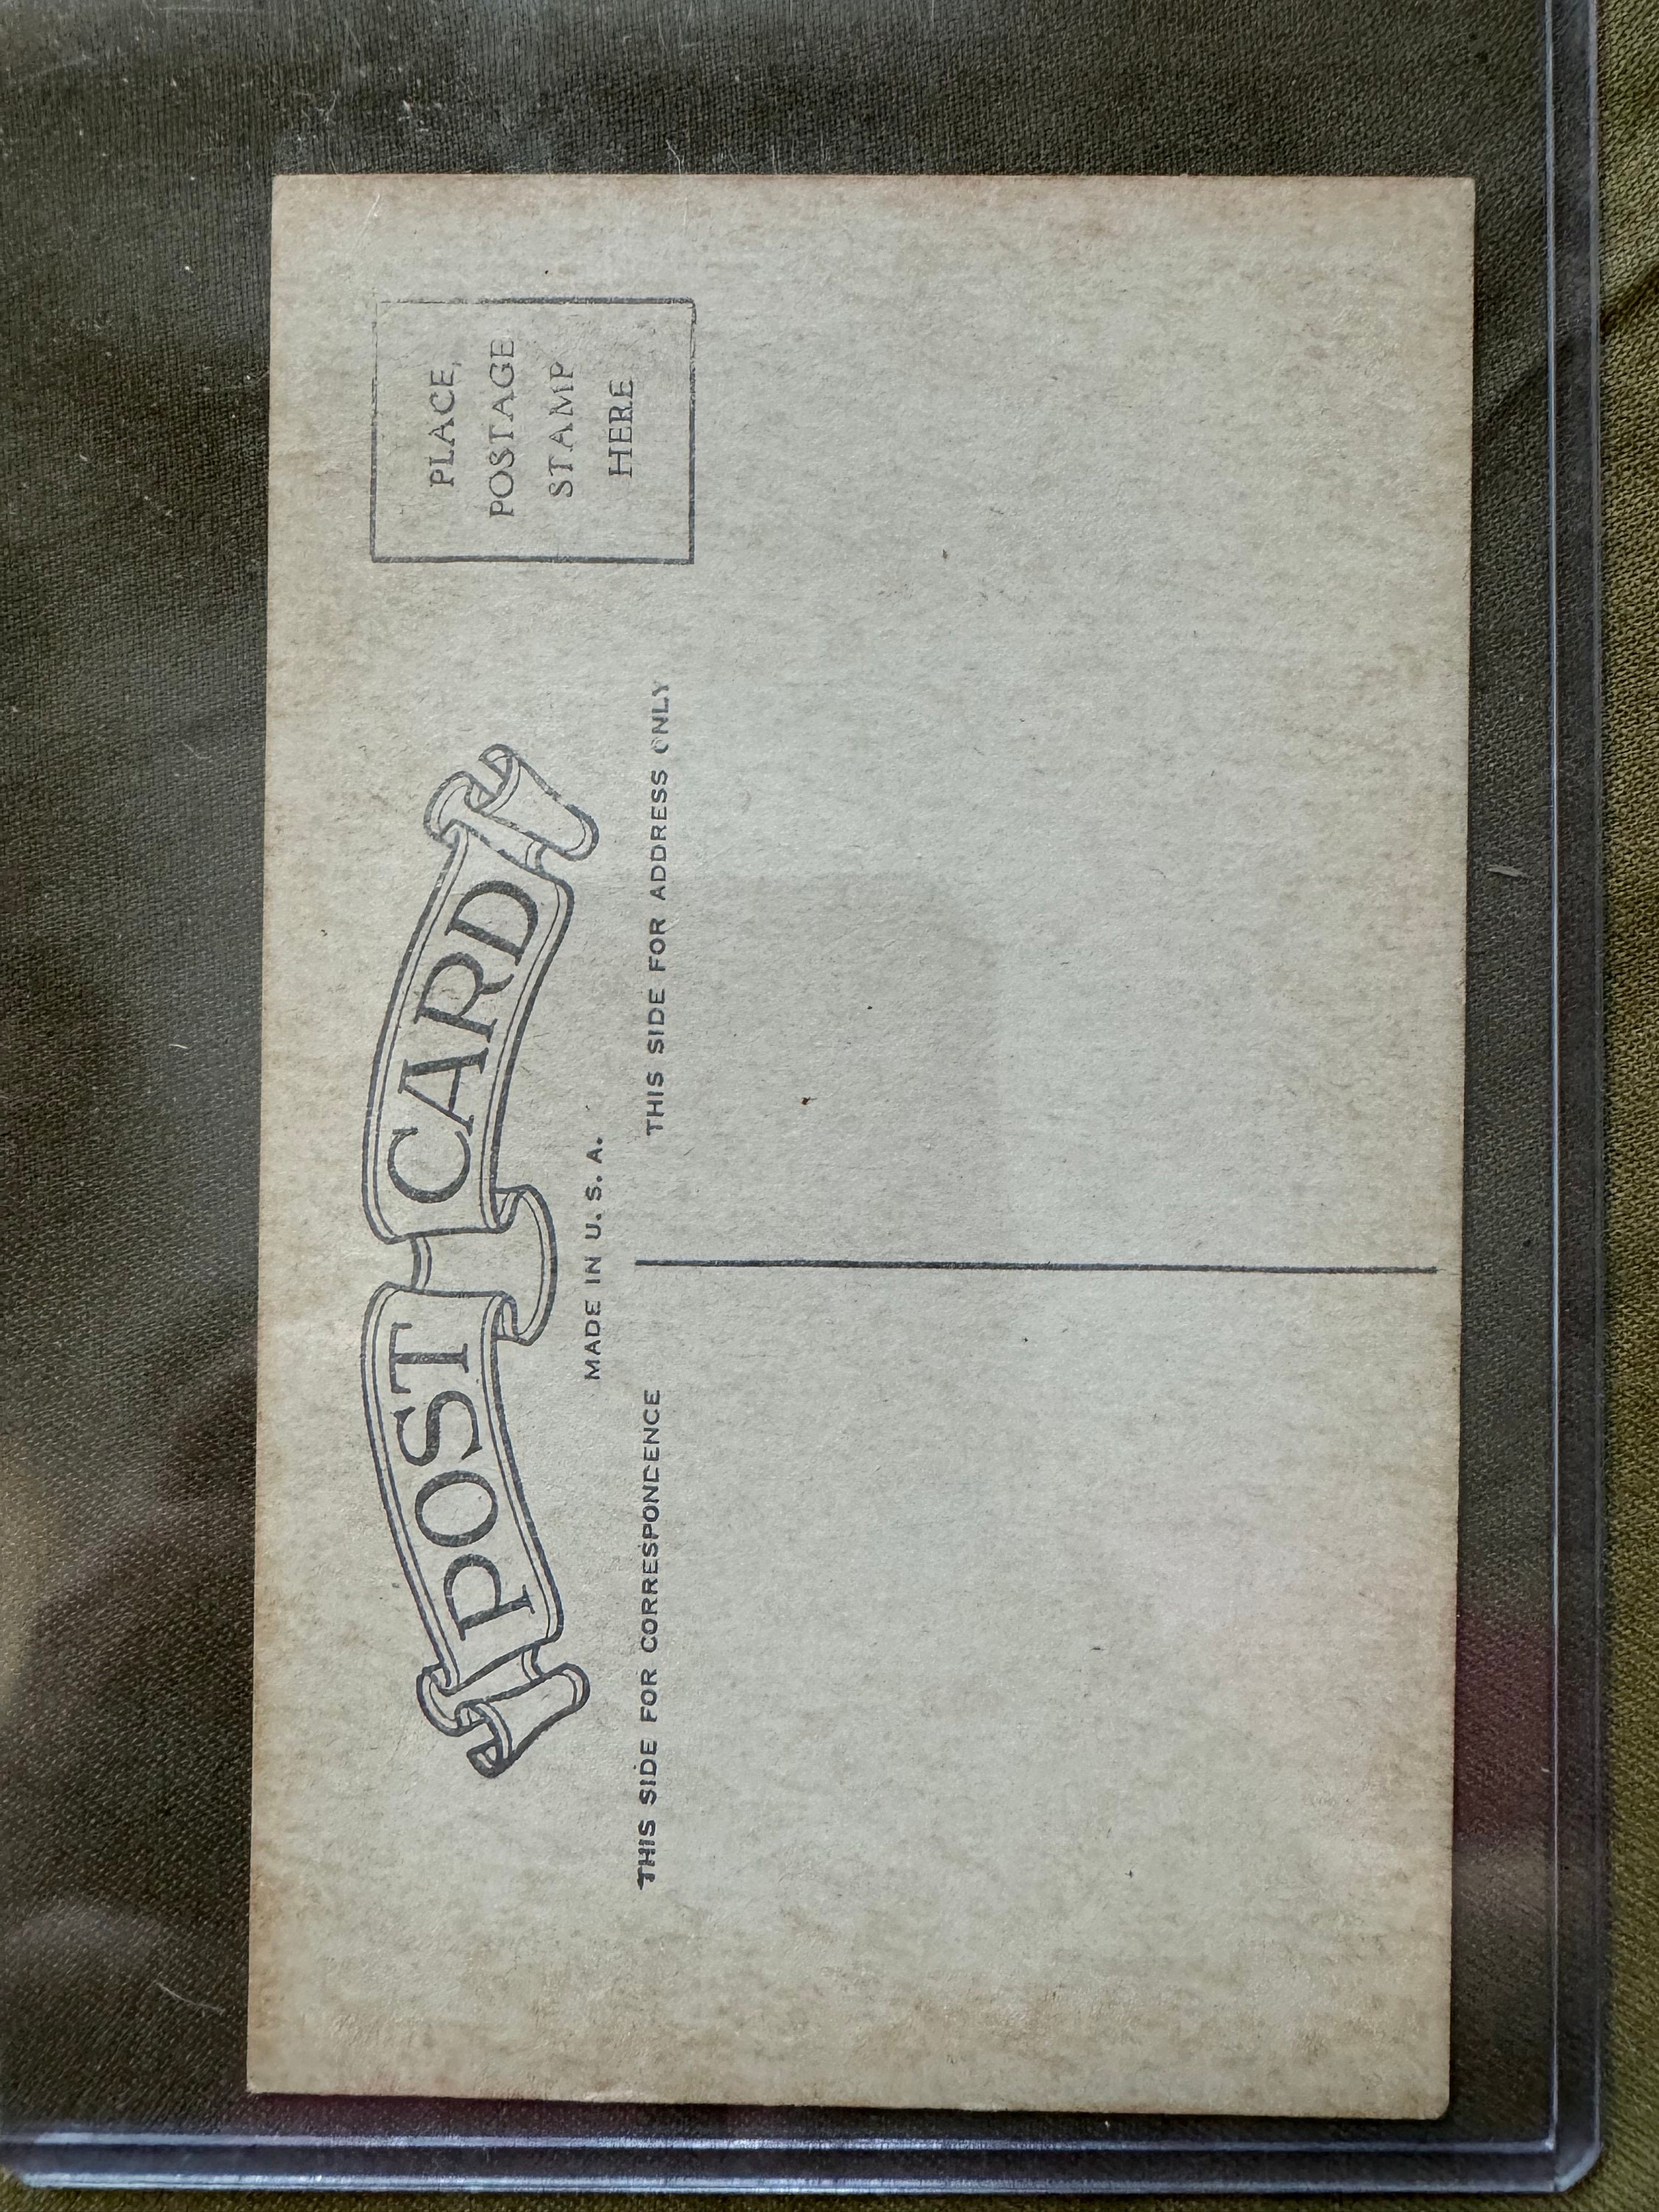 POST CARD
PLACE
POSTAGE
STAMP
HERE
MADE IN U. S. A.
THIS SIDE FOR CORRESPONDENCE
THIS SIDE FOR ADDRESS ONLY